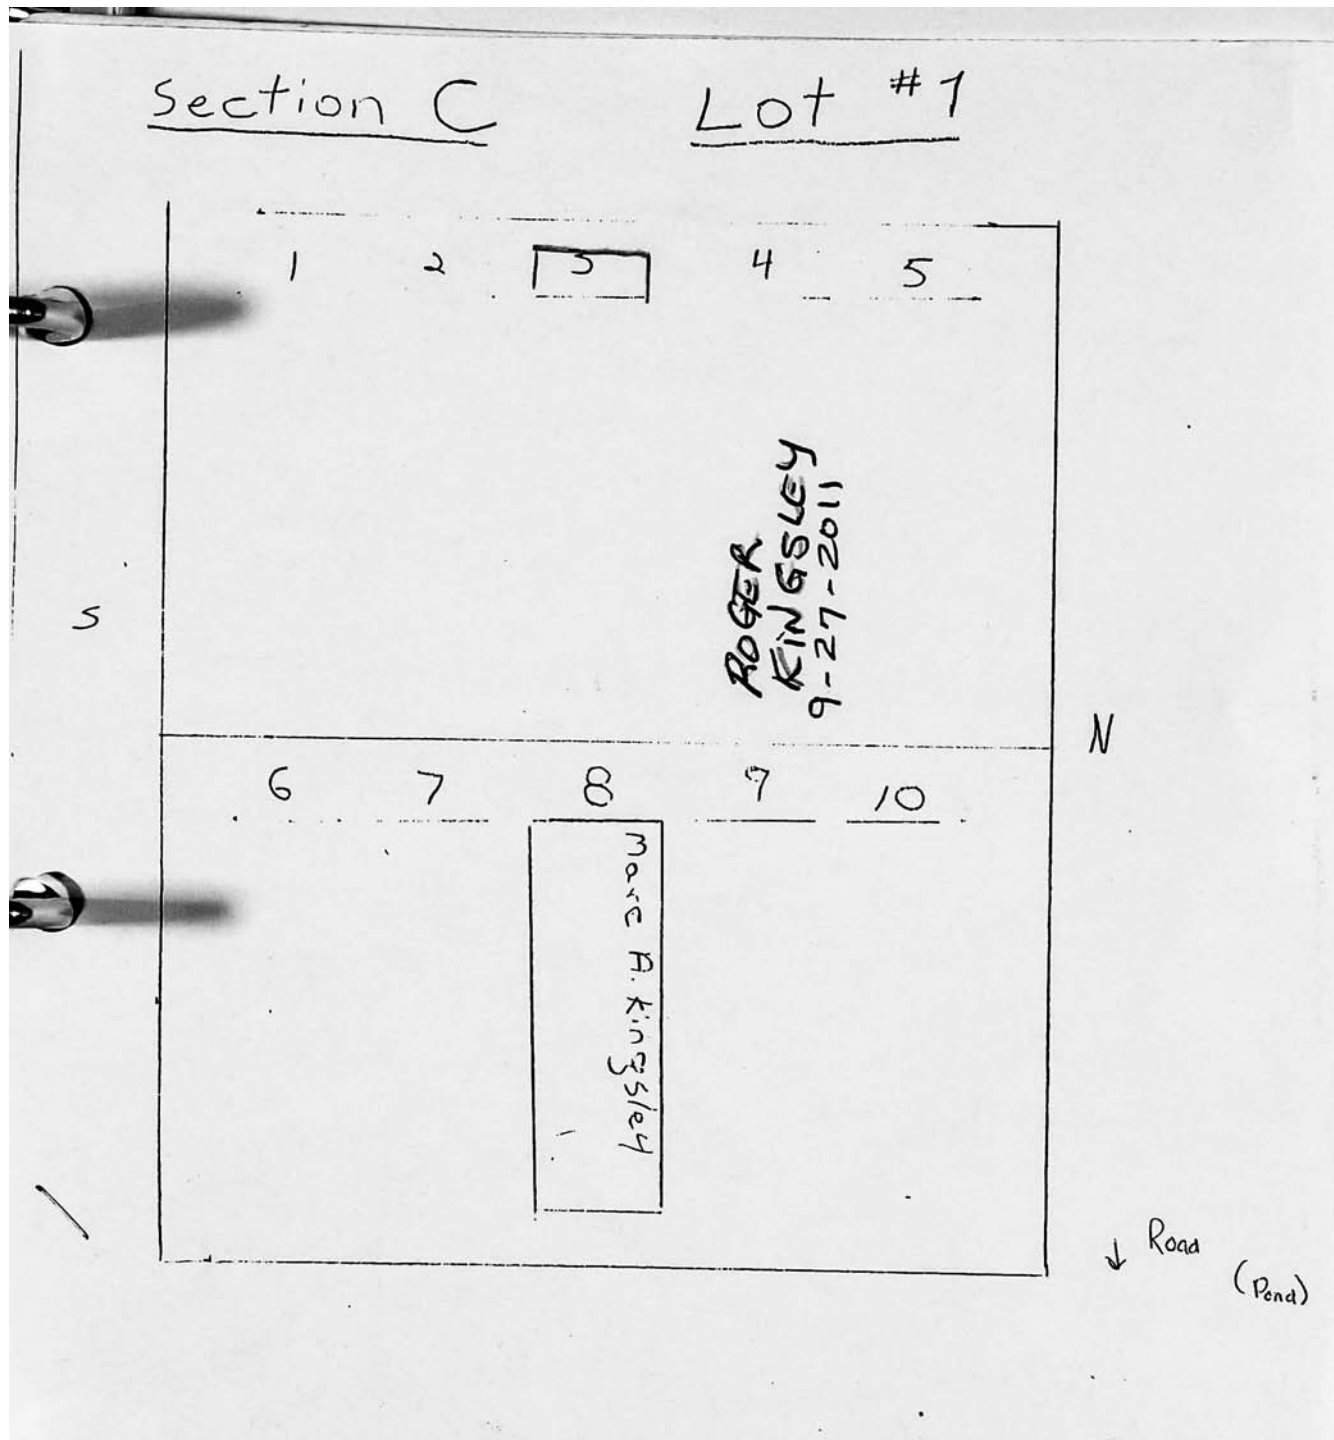 Section C
Lot #1
1 2 3 4 5
ROGER
KINGSLEY
9-27-2011
S
N
6 7 8 9 10
Marc A. Kingsley
↓ Road
(Pond)